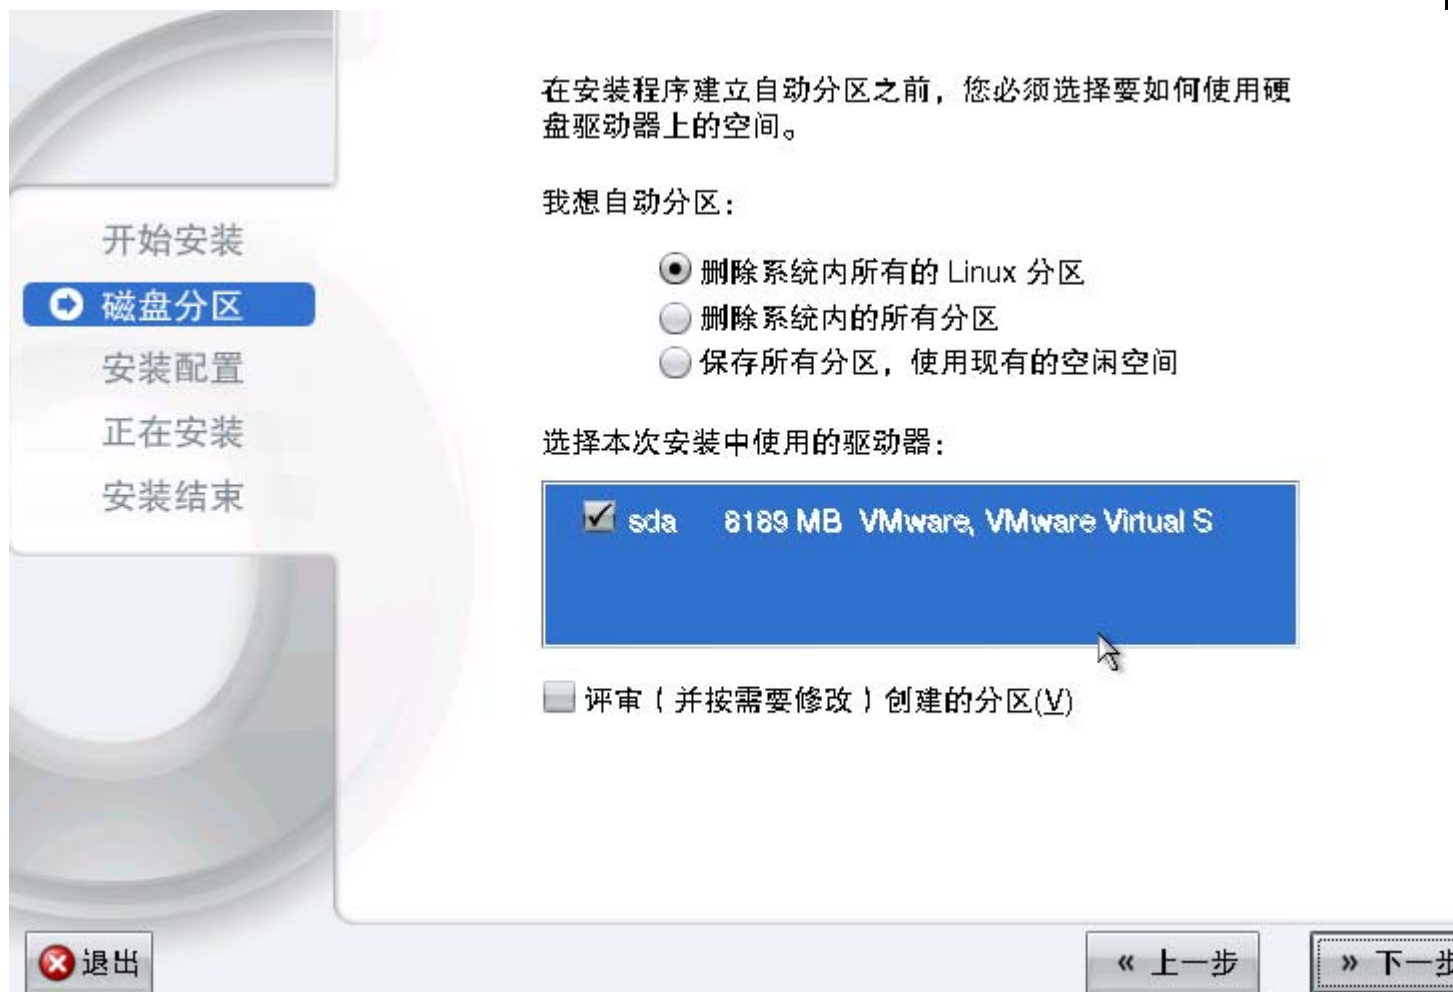 在安装程序建立自动分区之前，您必须选择要如何使用硬
盘驱动器上的空间。
我想自动分区：
删除系统内所有的 Linux 分区
删除系统内的所有分区
保存所有分区，使用现有的空闲空间
选择本次安装中使用的驱动器：
sda 8189 MB VMware, VMware Virtual S
评审（并按需要修改）创建的分区(V)
开始安装
磁盘分区
安装配置
正在安装
安装结束
退出
« 上一步
» 下一步